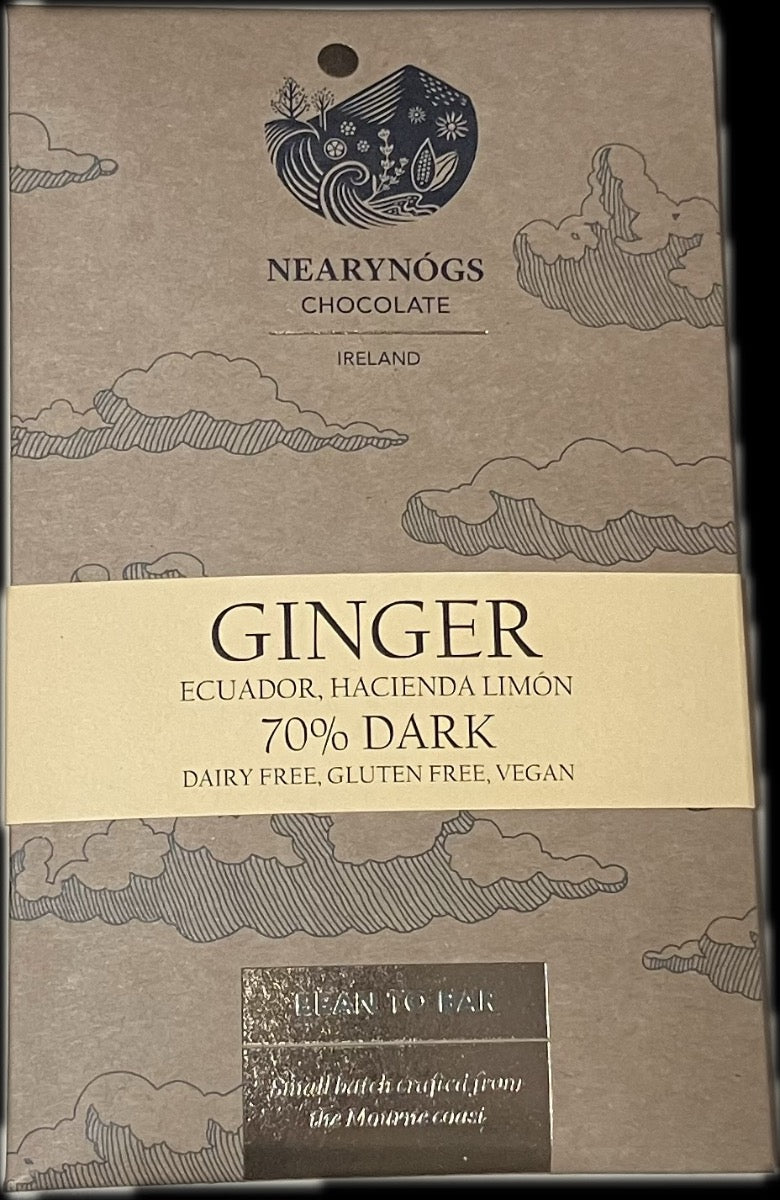 NEARYNÓGS
CHOCOLATE
IRELAND
GINGER
ECUADOR, HACIENDA LIMÓN
70% DARK
DAIRY FREE, GLUTEN FREE, VEGAN
BEAN TO BAR
Small batch crafted from
the Mourne coast